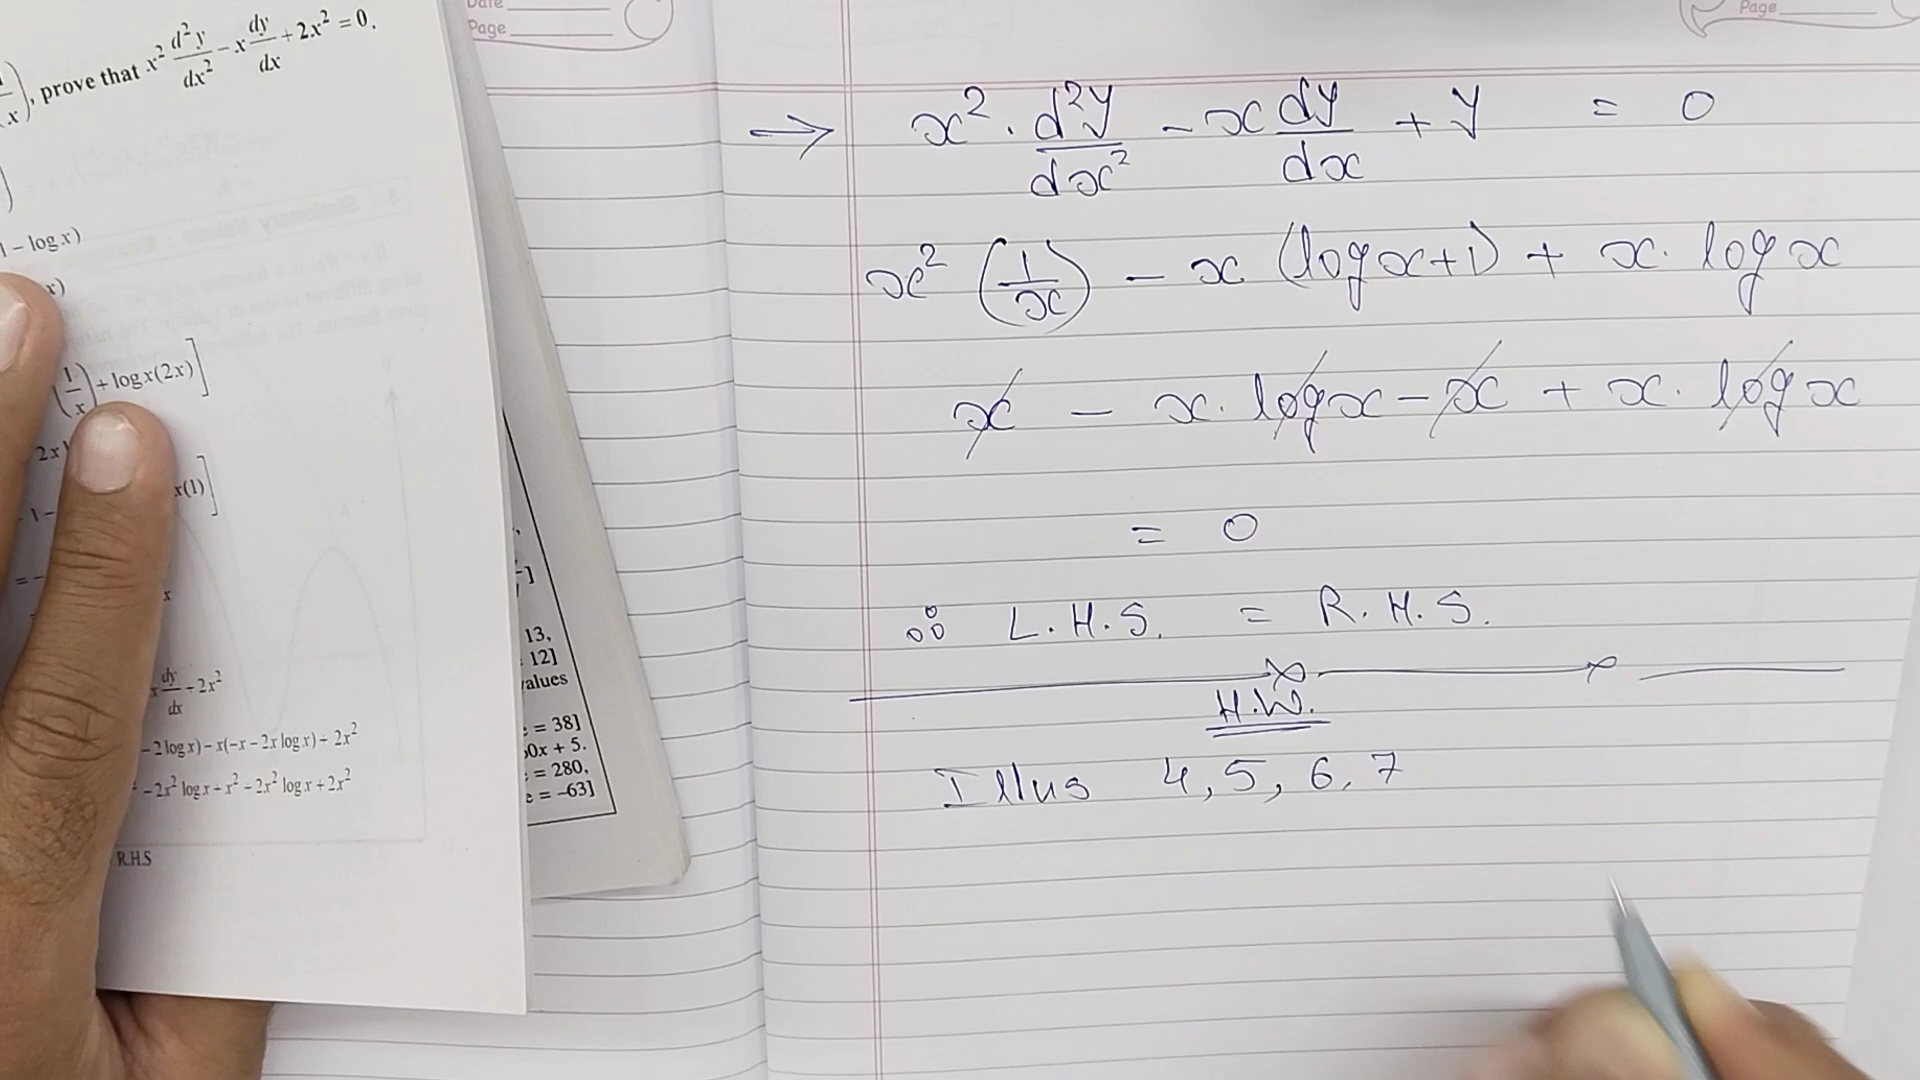 Date
Page
Page
prove that x² d²y/dx² − x dy/dx + 2x² = 0.
1 − log x)
x)
(1/x) + log x(2x)]
2x
x(1)]
x dy/dx + 2x²
− 2 log x) − x(−x − 2x log x) + 2x²
− 2x² log x + x² + 2x² log x + 2x²
R.H.S
13,
12]
alues
= 38]
0x + 5.
= 280,
= −63]
⇒ x² · d²y/dx² − x dy/dx + y = 0
x² (1/x) − x (log x + 1) + x · log x
x − x · log x − x + x · log x
= 0
∴ L.H.S. = R.H.S.
H.W.
Illus 4, 5, 6, 7